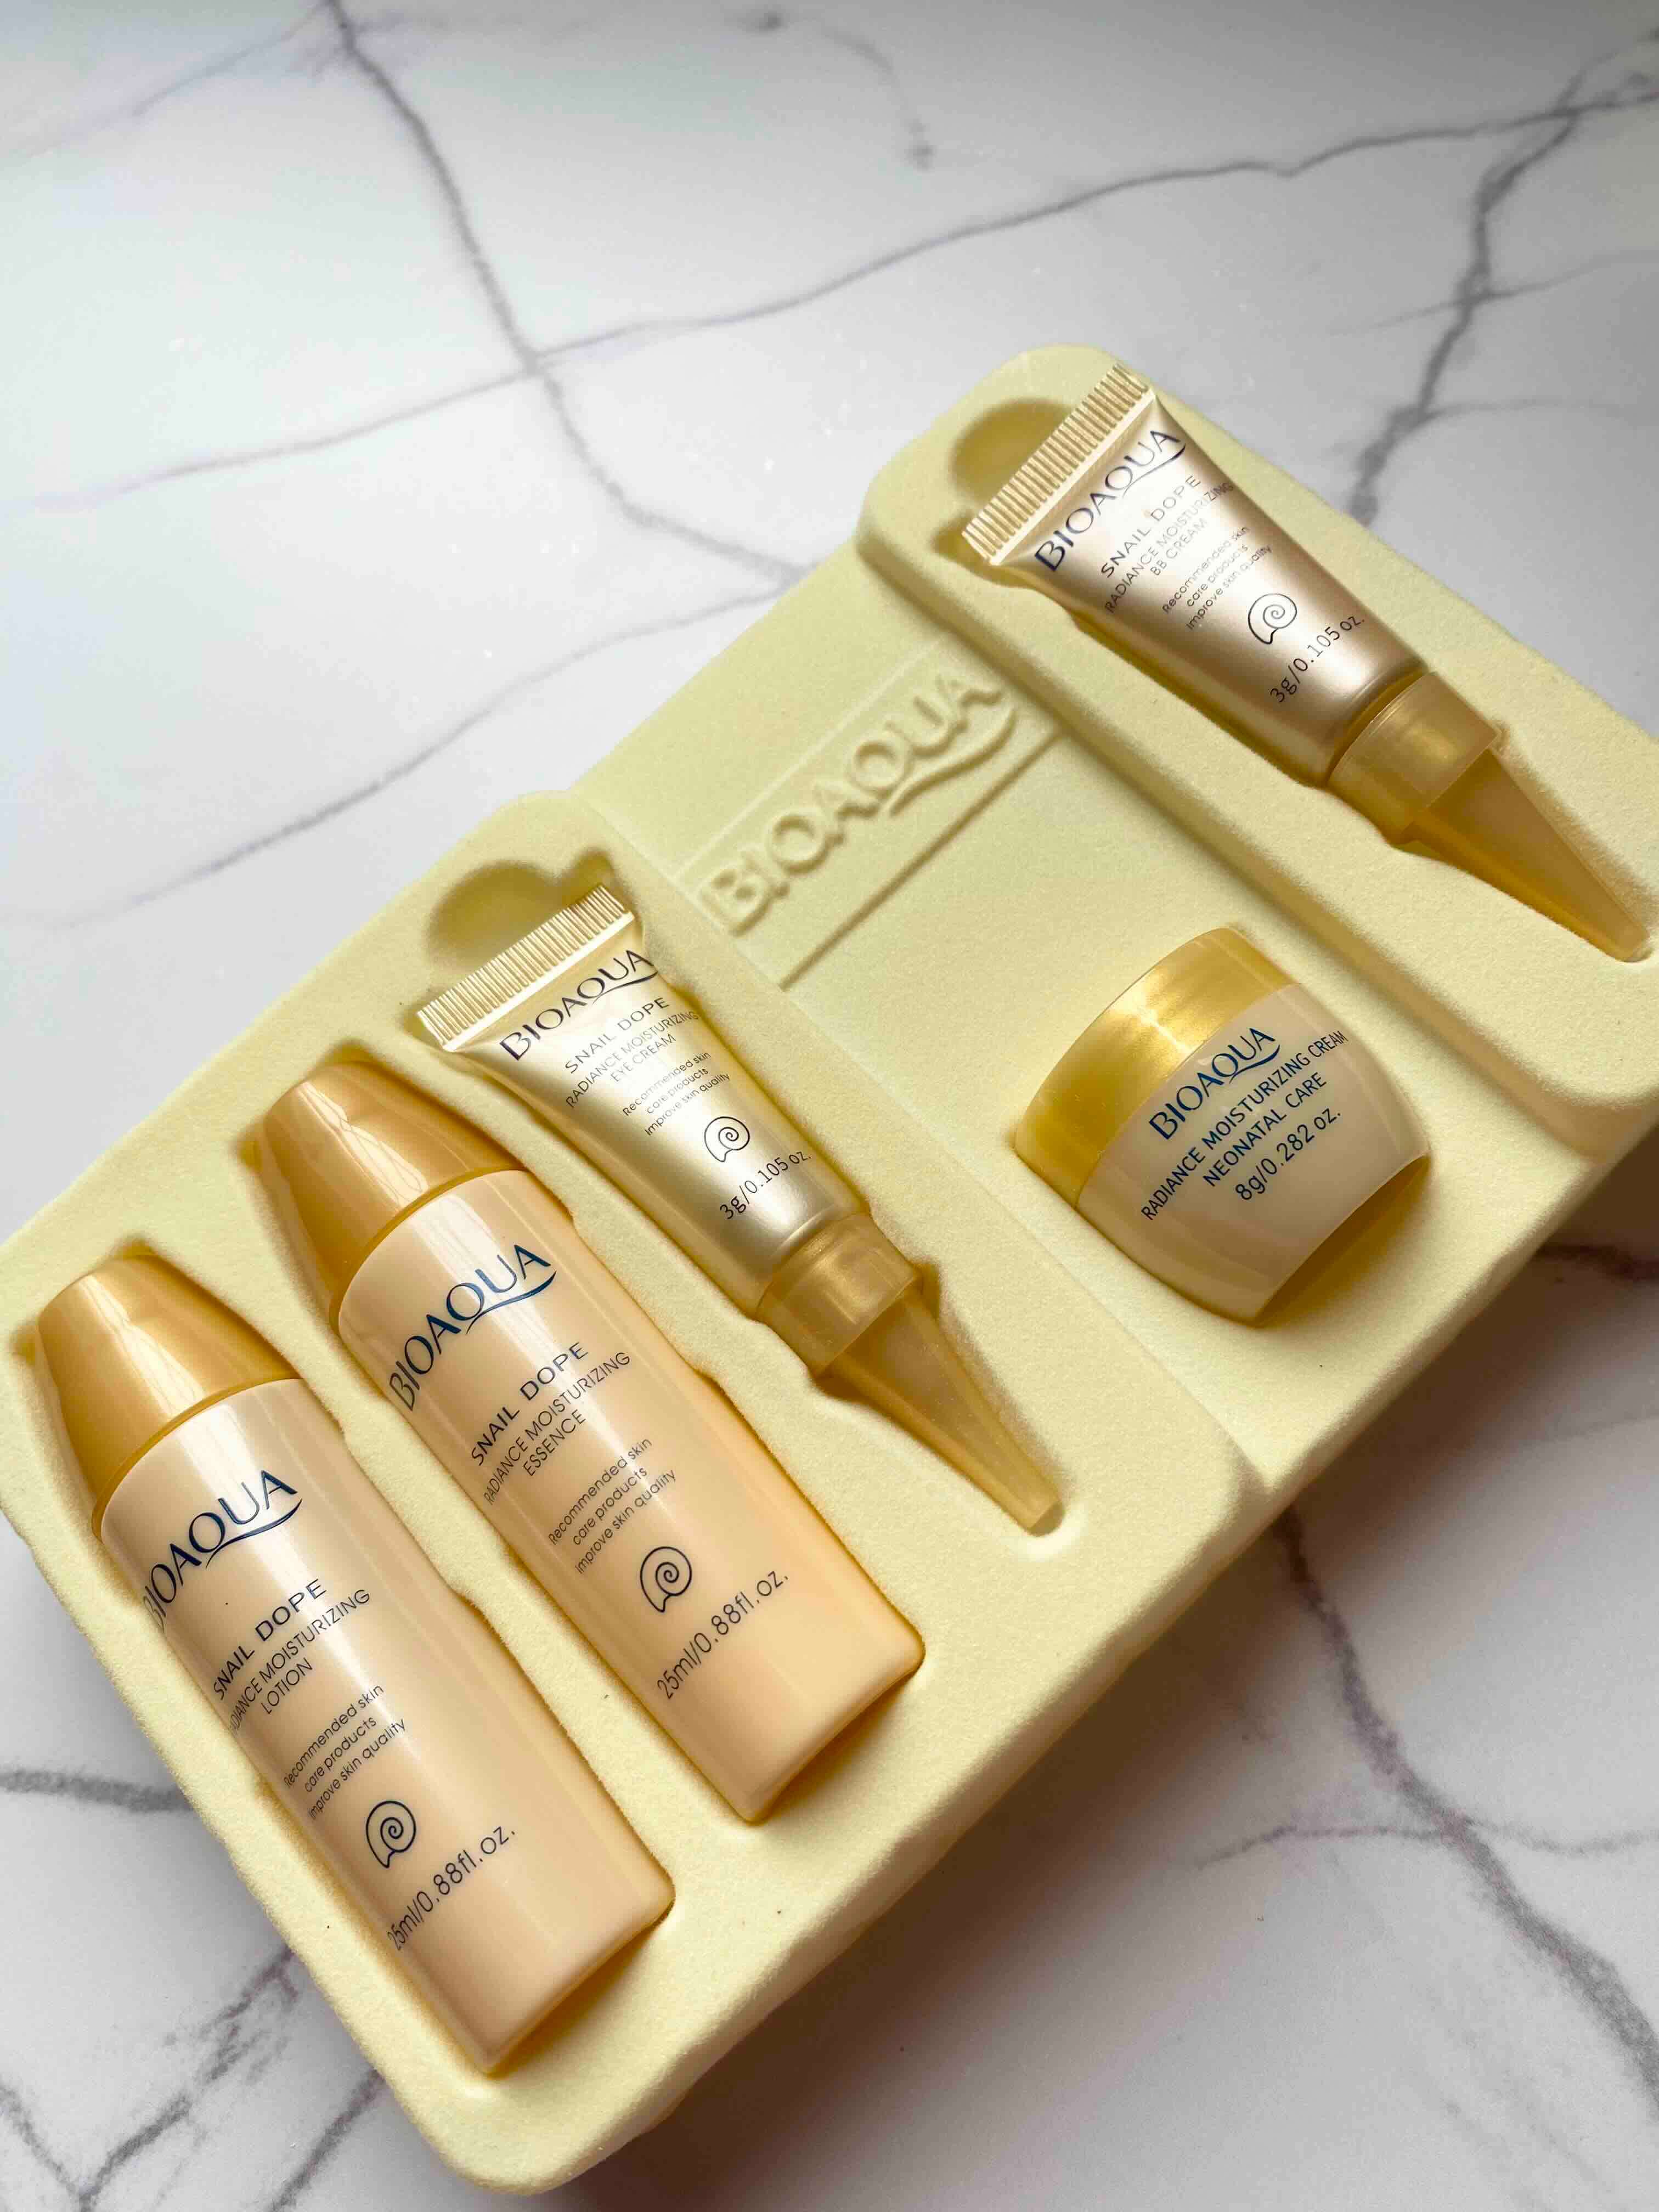 BIOAQUA
SNAIL DOPE
RADIANCE MOISTURIZING
BB CREAM
Recommended skin
care products
improve skin quality
3g/0.105 oz.
BIOAQUA
BIOAQUA
SNAIL DOPE
RADIANCE MOISTURIZING
EYE CREAM
Recommended skin
care products
improve skin quality
3g/0.105 oz.
BIOAQUA
RADIANCE MOISTURIZING CREAM
NEONATAL CARE
8g/0.282 oz.
BIOAQUA
SNAIL DOPE
RADIANCE MOISTURIZING
ESSENCE
Recommended skin
care products
improve skin quality
25ml/0.88fl.oz.
BIOAQUA
SNAIL DOPE
RADIANCE MOISTURIZING
LOTION
Recommended skin
care products
improve skin quality
25ml/0.88fl.oz.